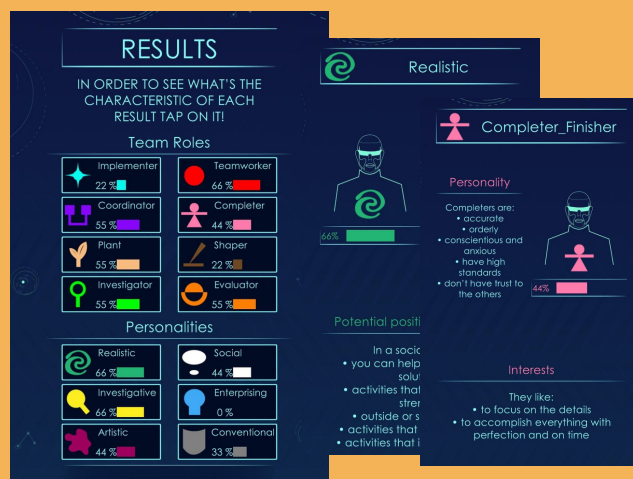 RESULTS
IN ORDER TO SEE WHAT'S THE
CHARACTERISTIC OF EACH
RESULT TAP ON IT!
Team Roles
Implementer
22 %
Teamworker
66 %
Coordinator
55 %
Completer
44 %
Plant
55 %
Shaper
22 %
Investigator
55 %
Evaluator
55 %
Personalities
Realistic
66 %
Social
44 %
Investigative
66 %
Enterprising
0 %
Artistic
44 %
Conventional
33 %
Realistic
66%
Potential positi
In a socic
• you can help
solut
• activities that
stren
• outside or s
• activities that
• activities that i
Completer_Finisher
Personality
Completers are:
• accurate
• orderly
• conscientious and
anxious
• have high
standards
• don't have trust to
the others
44%
Interests
They like:
• to focus on the details
• to accomplish everything with
perfection and on time